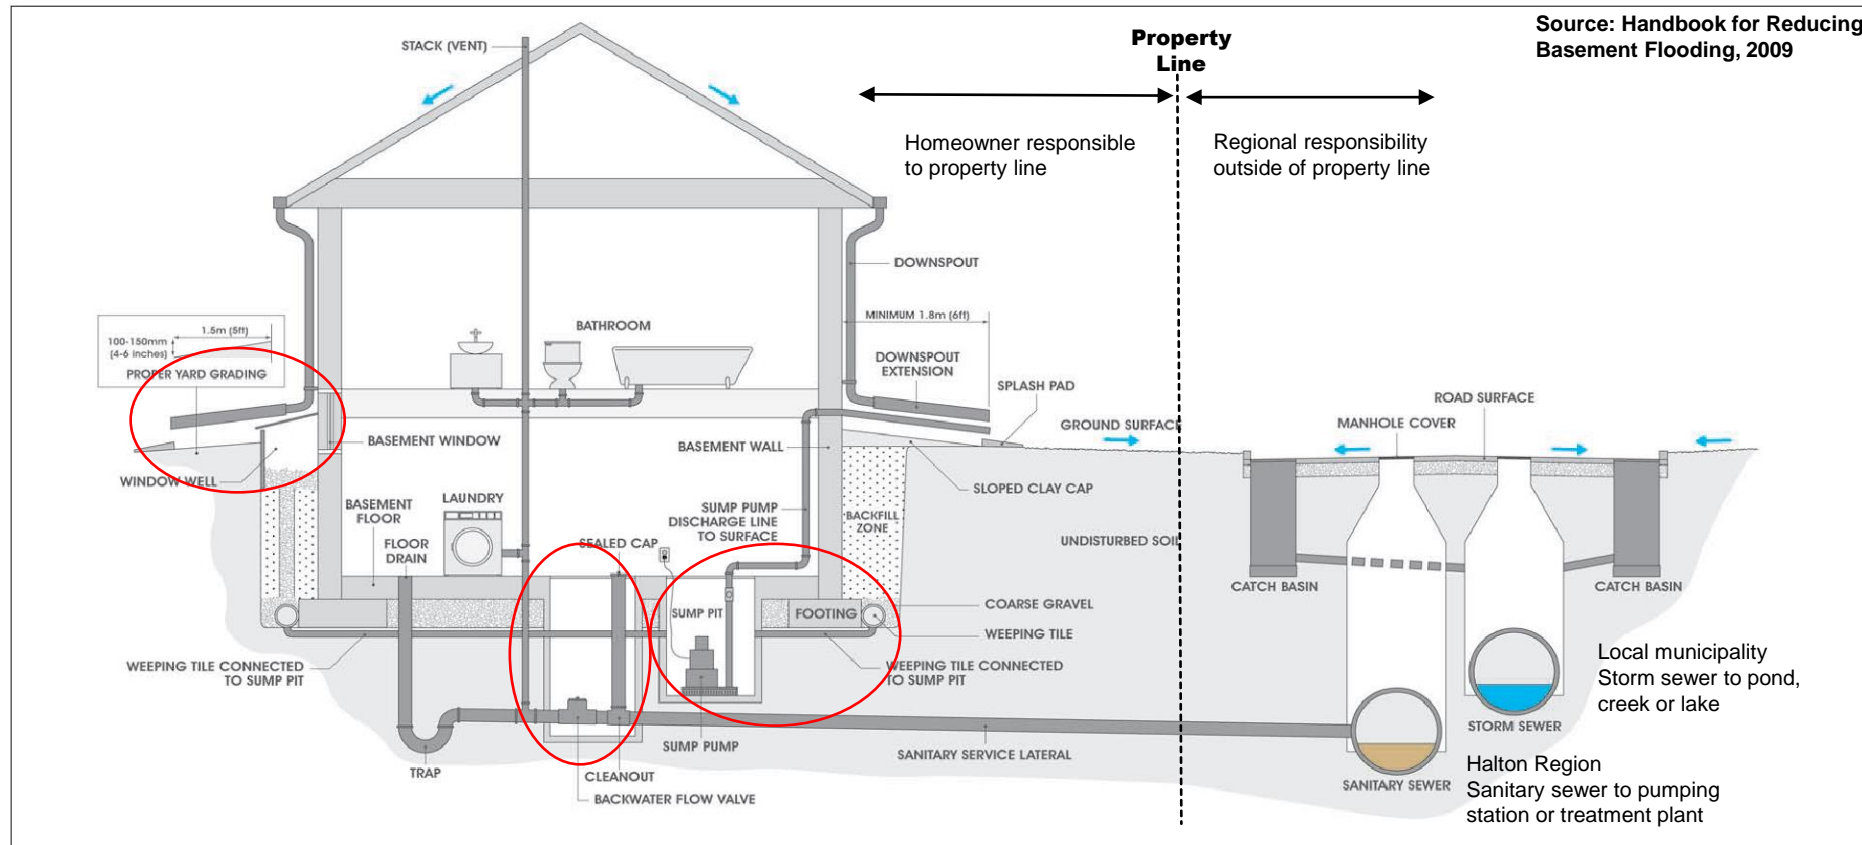 Source: Handbook for Reducing
Basement Flooding, 2009
Property
Line
STACK (VENT)
Homeowner responsible
to property line
Regional responsibility
outside of property line
DOWNSPOUT
MINIMUM 1.8m (6ft)
1.5m (5ft)
100-150mm
(4-6 inches)
PROPER YARD GRADING
BATHROOM
DOWNSPOUT
EXTENSION
SPLASH PAD
ROAD SURFACE
MANHOLE COVER
GROUND SURFACE
BASEMENT WINDOW
BASEMENT WALL
WINDOW WELL
SLOPED CLAY CAP
LAUNDRY
BASEMENT
FLOOR
SUMP PUMP
DISCHARGE LINE
TO SURFACE
BACKFILL
ZONE
FLOOR
DRAIN
SEALED CAP
UNDISTURBED SOIL
CATCH BASIN
CATCH BASIN
SUMP PIT
FOOTING
COARSE GRAVEL
WEEPING TILE
WEEPING TILE CONNECTED
TO SUMP PIT
WEEPING TILE CONNECTED
TO SUMP PIT
Local municipality
Storm sewer to pond,
creek or lake
STORM SEWER
SUMP PUMP
SANITARY SERVICE LATERAL
TRAP
CLEANOUT
BACKWATER FLOW VALVE
SANITARY SEWER
Halton Region
Sanitary sewer to pumping
station or treatment plant